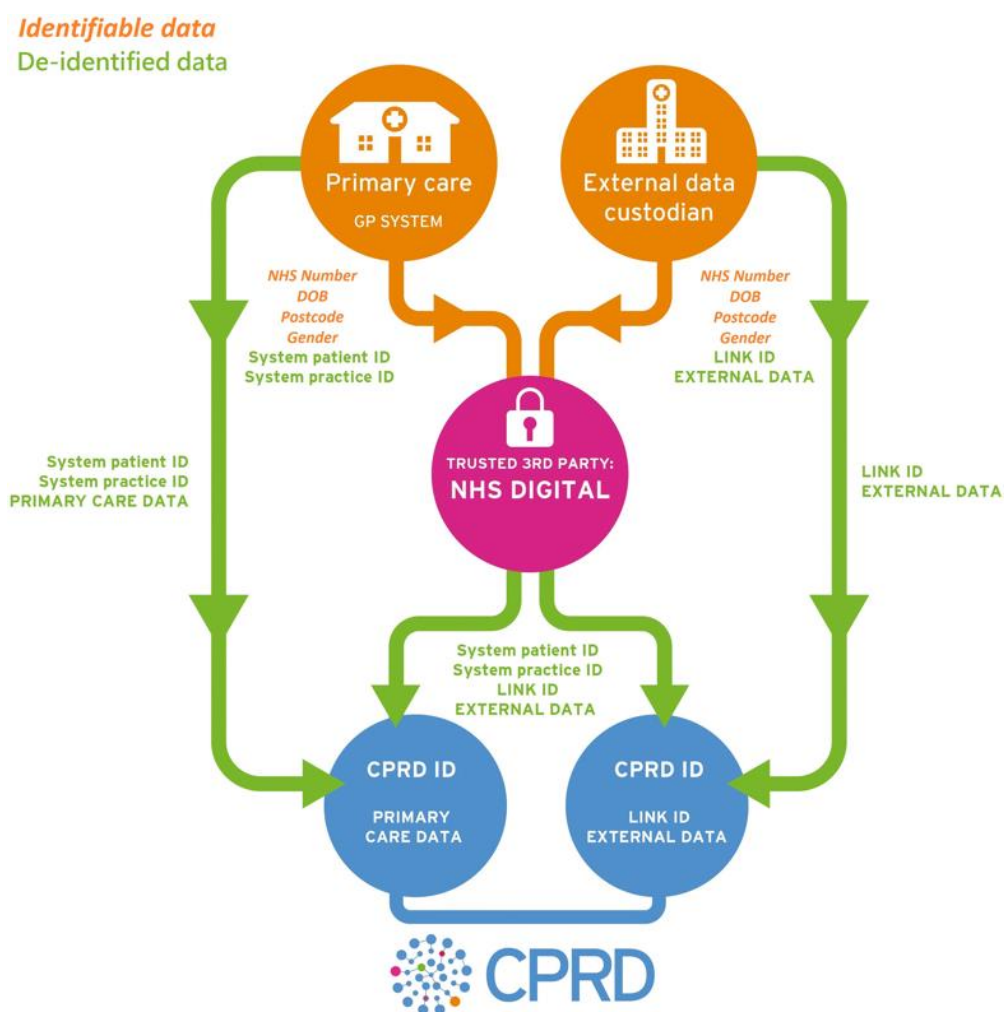 Identifiable data
De-identified data
Primary care
GP SYSTEM
External data
custodian
NHS Number
DOB
Postcode
Gender
System patient ID
System practice ID
NHS Number
DOB
Postcode
Gender
LINK ID
EXTERNAL DATA
TRUSTED 3RD PARTY:
NHS DIGITAL
System patient ID
System practice ID
PRIMARY CARE DATA
LINK ID
EXTERNAL DATA
System patient ID
System practice ID
LINK ID
EXTERNAL DATA
CPRD ID
PRIMARY
CARE DATA
CPRD ID
LINK ID
EXTERNAL DATA
CPRD